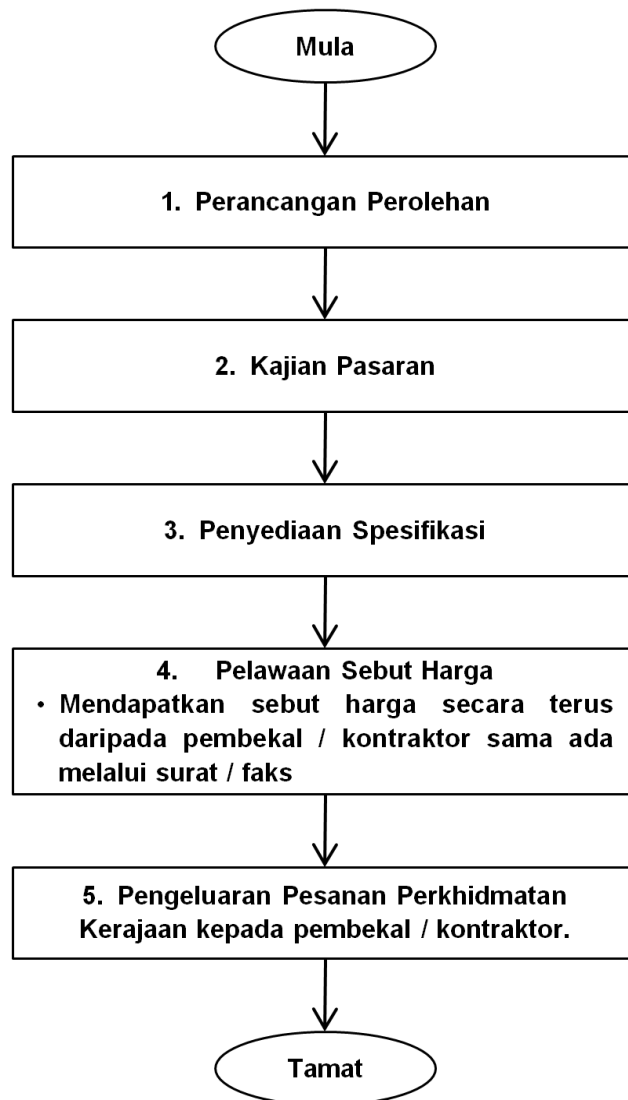 Mula
1. Perancangan Perolehan
2. Kajian Pasaran
3. Penyediaan Spesifikasi
4. Pelawaan Sebut Harga
• Mendapatkan sebut harga secara terus
daripada pembekal / kontraktor sama ada
melalui surat / faks
5. Pengeluaran Pesanan Perkhidmatan
Kerajaan kepada pembekal / kontraktor.
Tamat